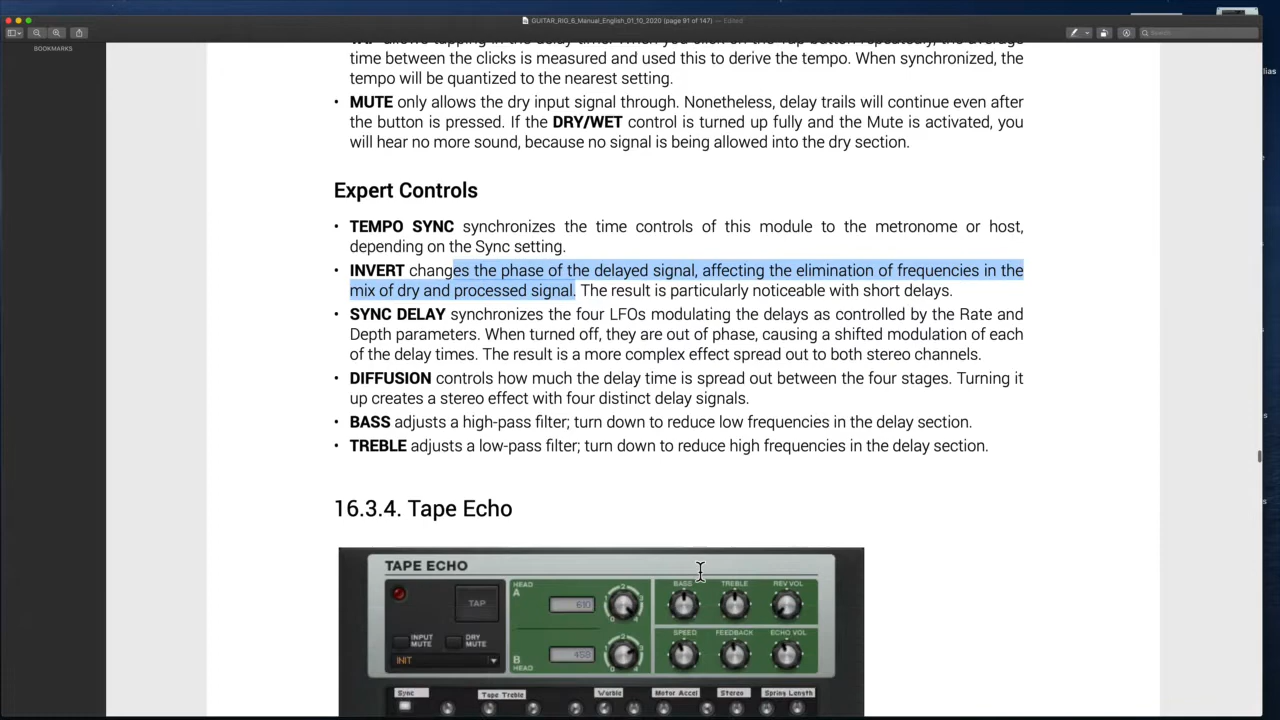 GUITAR_RIG_6_Manual_English_01_10_2020 (page 91 of 147) — Edited
Search
BOOKMARKS
time between the clicks is measured and used this to derive the tempo. When synchronized, the
tempo will be quantized to the nearest setting.
• MUTE only allows the dry input signal through. Nonetheless, delay trails will continue even after
the button is pressed. If the DRY/WET control is turned up fully and the Mute is activated, you
will hear no more sound, because no signal is being allowed into the dry section.
Expert Controls
• TEMPO SYNC synchronizes the time controls of this module to the metronome or host,
depending on the Sync setting.
• INVERT changes the phase of the delayed signal, affecting the elimination of frequencies in the
mix of dry and processed signal. The result is particularly noticeable with short delays.
• SYNC DELAY synchronizes the four LFOs modulating the delays as controlled by the Rate and
Depth parameters. When turned off, they are out of phase, causing a shifted modulation of each
of the delay times. The result is a more complex effect spread out to both stereo channels.
• DIFFUSION controls how much the delay time is spread out between the four stages. Turning it
up creates a stereo effect with four distinct delay signals.
• BASS adjusts a high-pass filter; turn down to reduce low frequencies in the delay section.
• TREBLE adjusts a low-pass filter; turn down to reduce high frequencies in the delay section.
16.3.4. Tape Echo
TAPE ECHO
HEAD A 610
BASS TREBLE REV VOL
TAP
INPUT MUTE DRY MUTE
SPEED FEEDBACK ECHO VOL
B HEAD 458
INIT
Sync Tape Treble Warble Motor Accel Stereo Spring Length